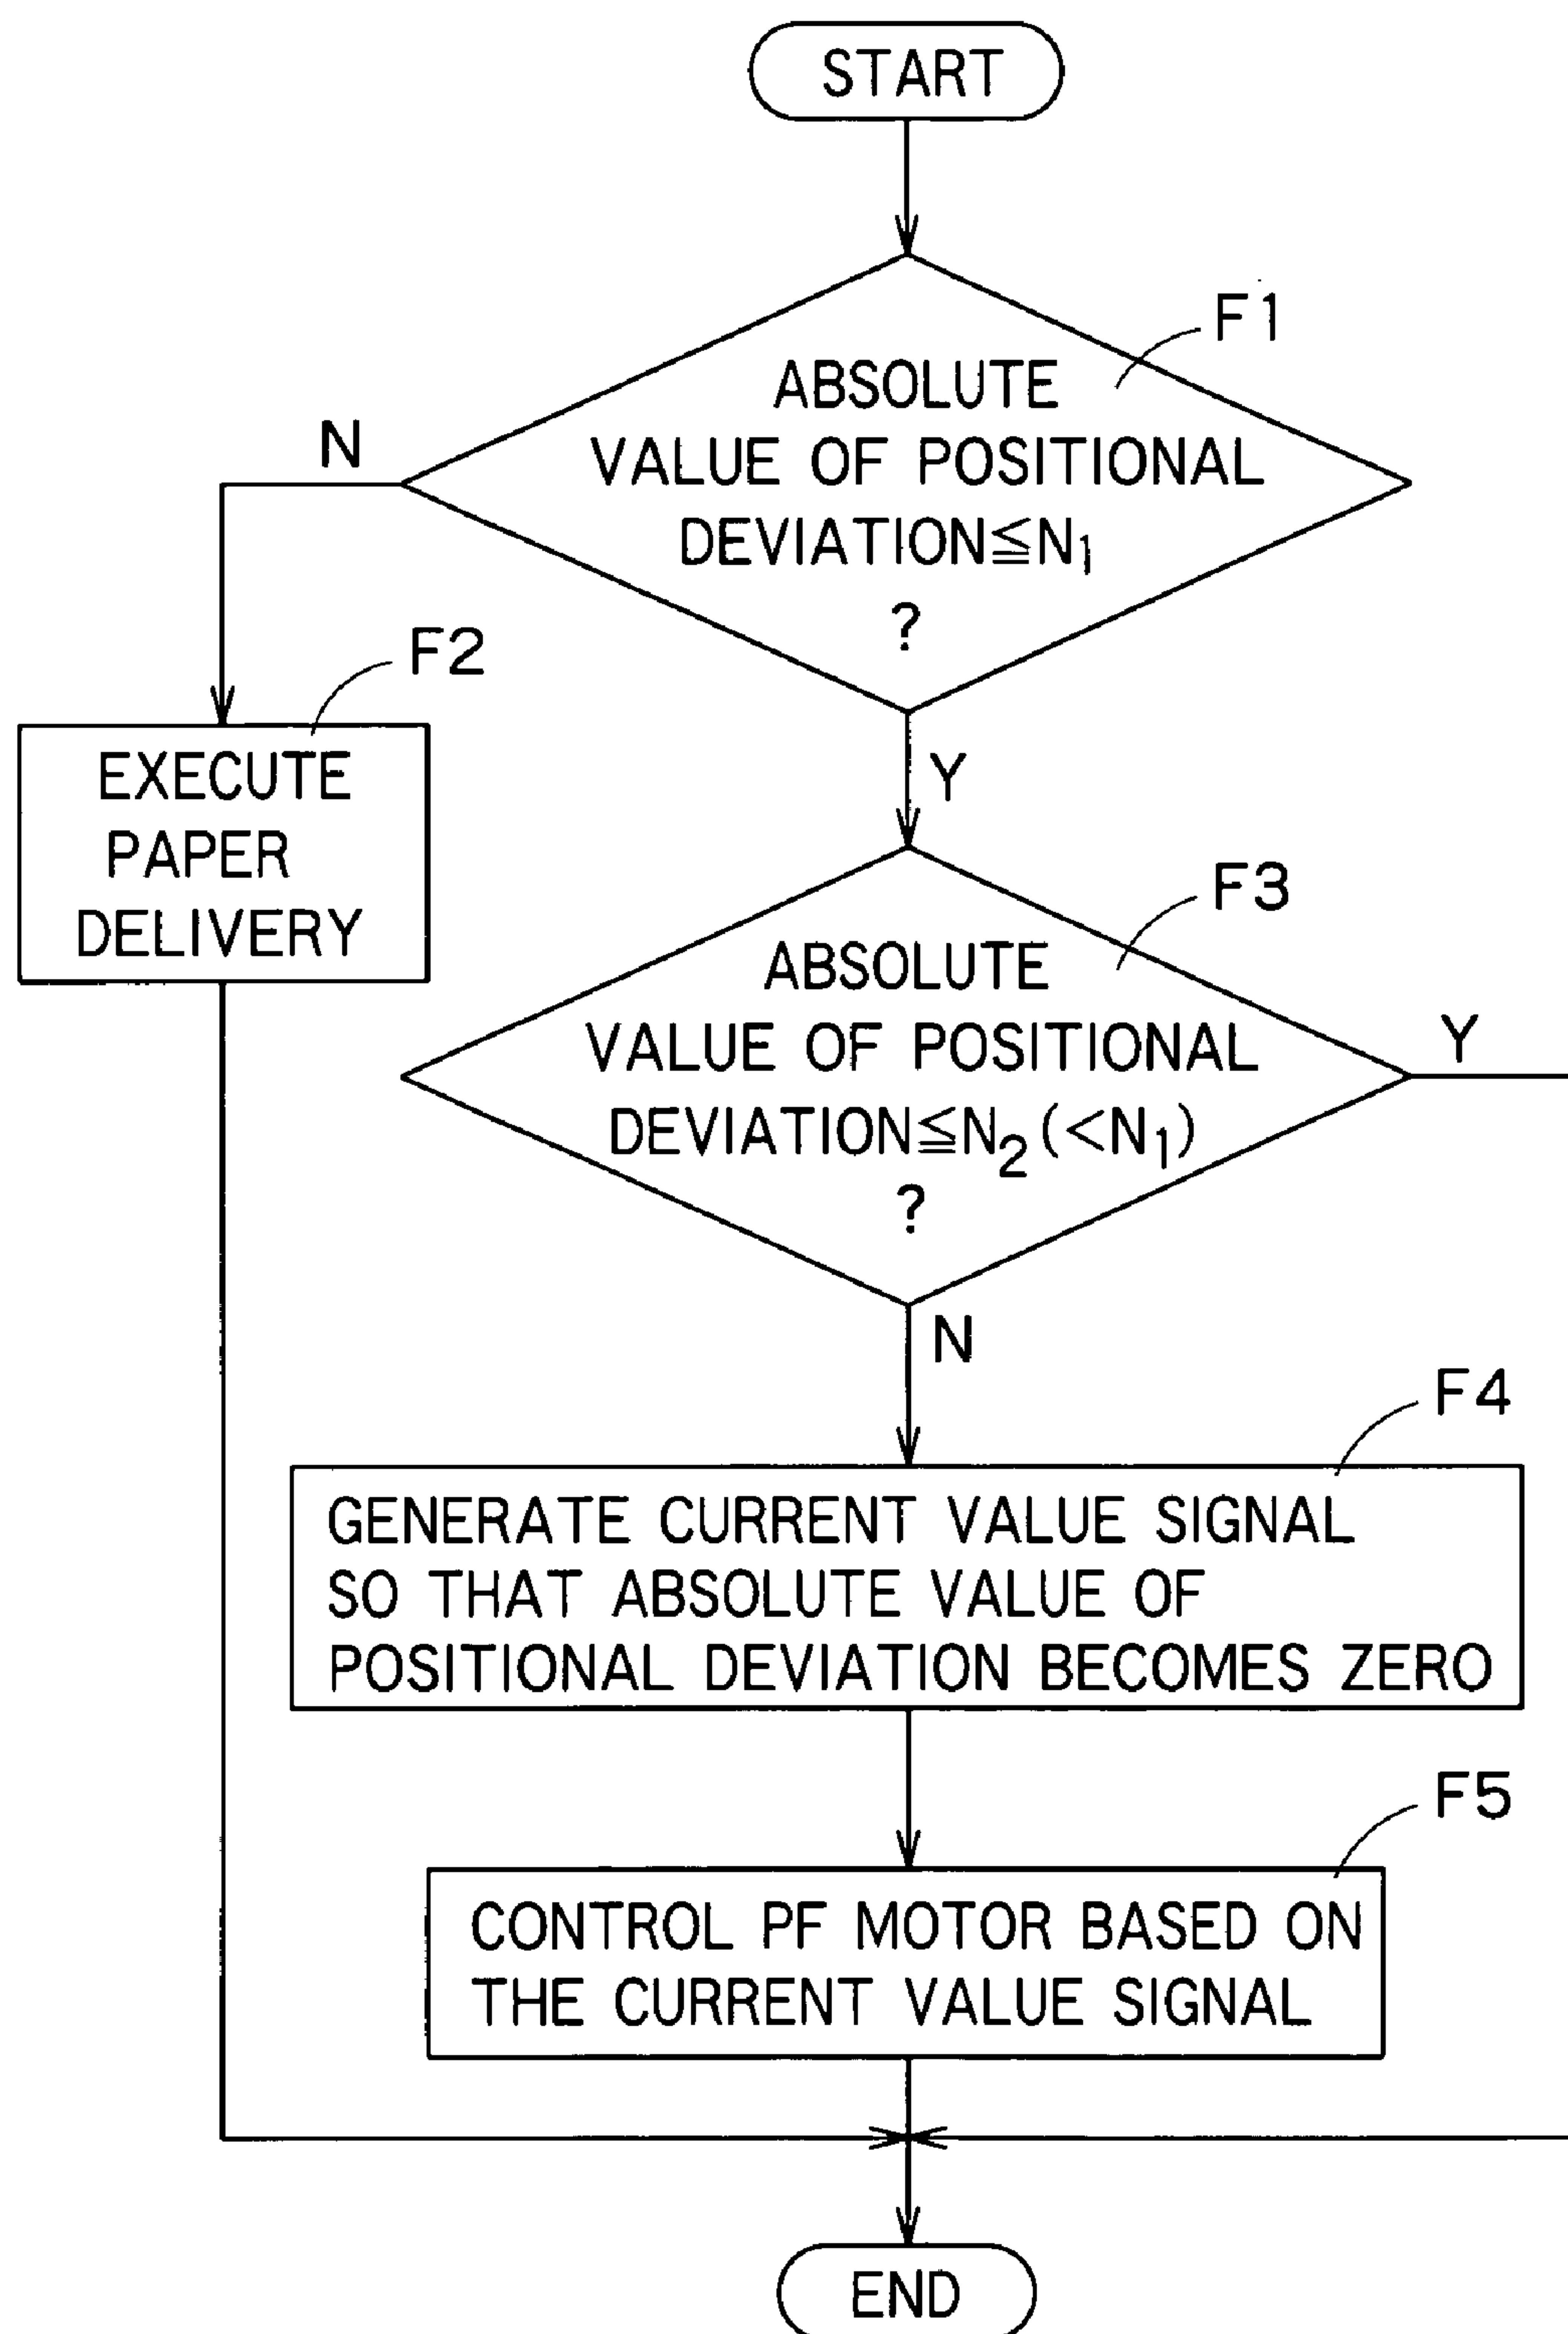 START
F1
ABSOLUTE
VALUE OF POSITIONAL
DEVIATION≦N₁
?
N
Y
F2
EXECUTE
PAPER
DELIVERY
F3
ABSOLUTE
VALUE OF POSITIONAL
DEVIATION≦N₂(<N₁)
?
Y
N
F4
GENERATE CURRENT VALUE SIGNAL
SO THAT ABSOLUTE VALUE OF
POSITIONAL DEVIATION BECOMES ZERO
F5
CONTROL PF MOTOR BASED ON
THE CURRENT VALUE SIGNAL
END